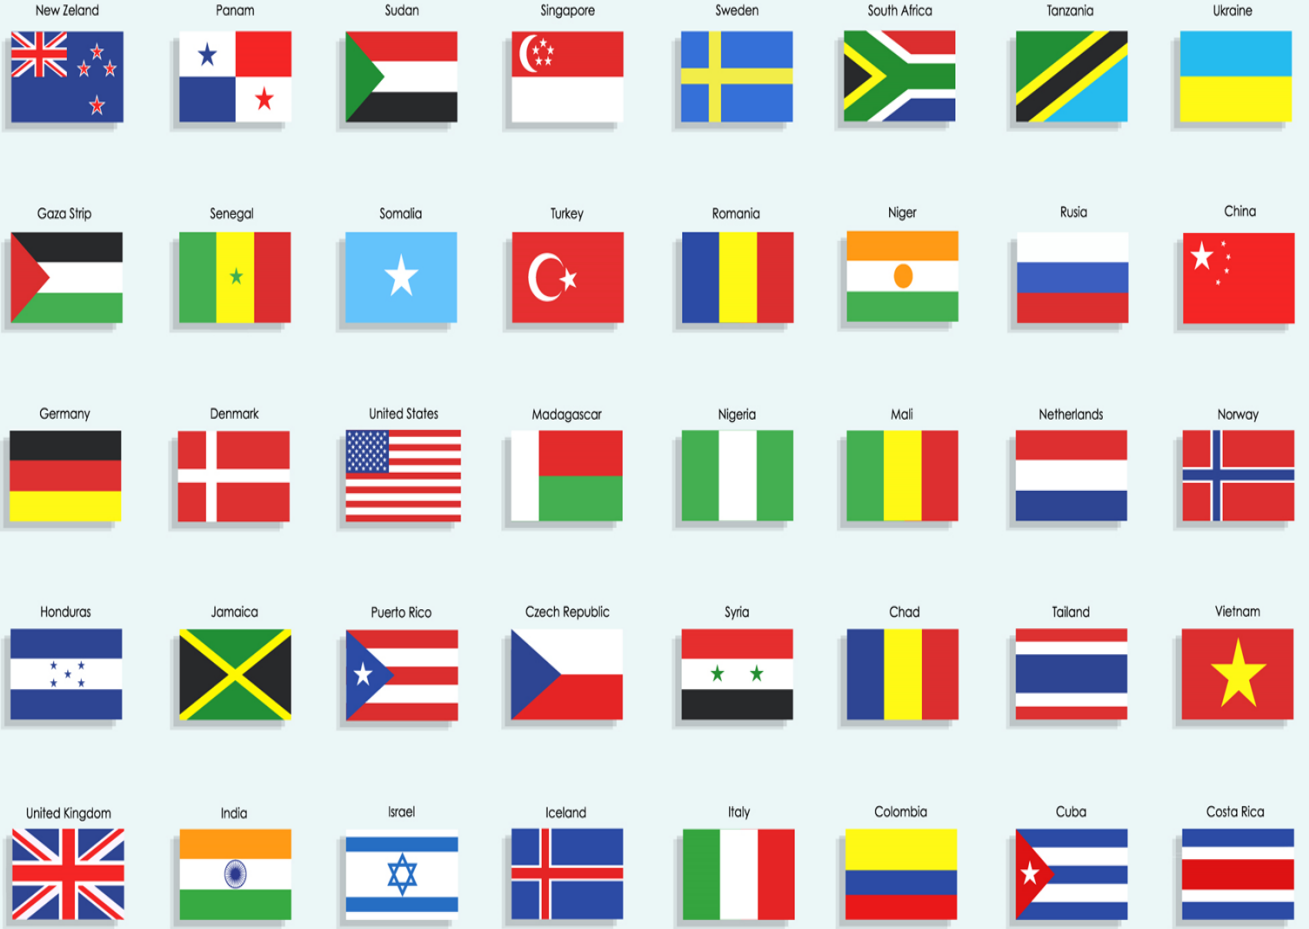 New Zeland
Panam
Sudan
Singapore
Sweden
South Africa
Tanzania
Ukraine
Gaza Strip
Senegal
Somalia
Turkey
Romania
Niger
Rusia
China
Germany
Denmark
United States
Madagascar
Nigeria
Mali
Netherlands
Norway
Honduras
Jamaica
Puerto Rico
Czech Republic
Syria
Chad
Tailand
Vietnam
United Kingdom
India
Israel
Iceland
Italy
Colombia
Cuba
Costa Rica